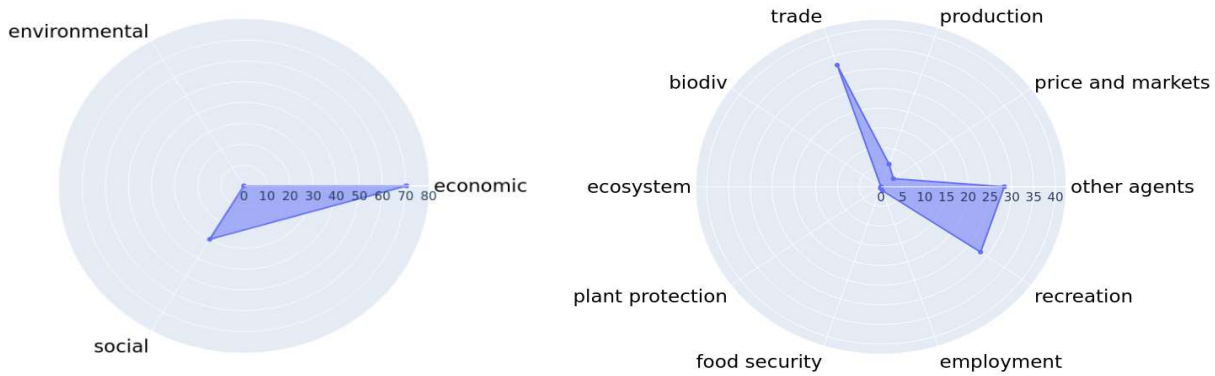 environmental
economic
social
0 10 20 30 40 50 60 70 80
trade
production
biodiv
price and markets
ecosystem
other agents
0 5 10 15 20 25 30 35 40
plant protection
recreation
food security
employment